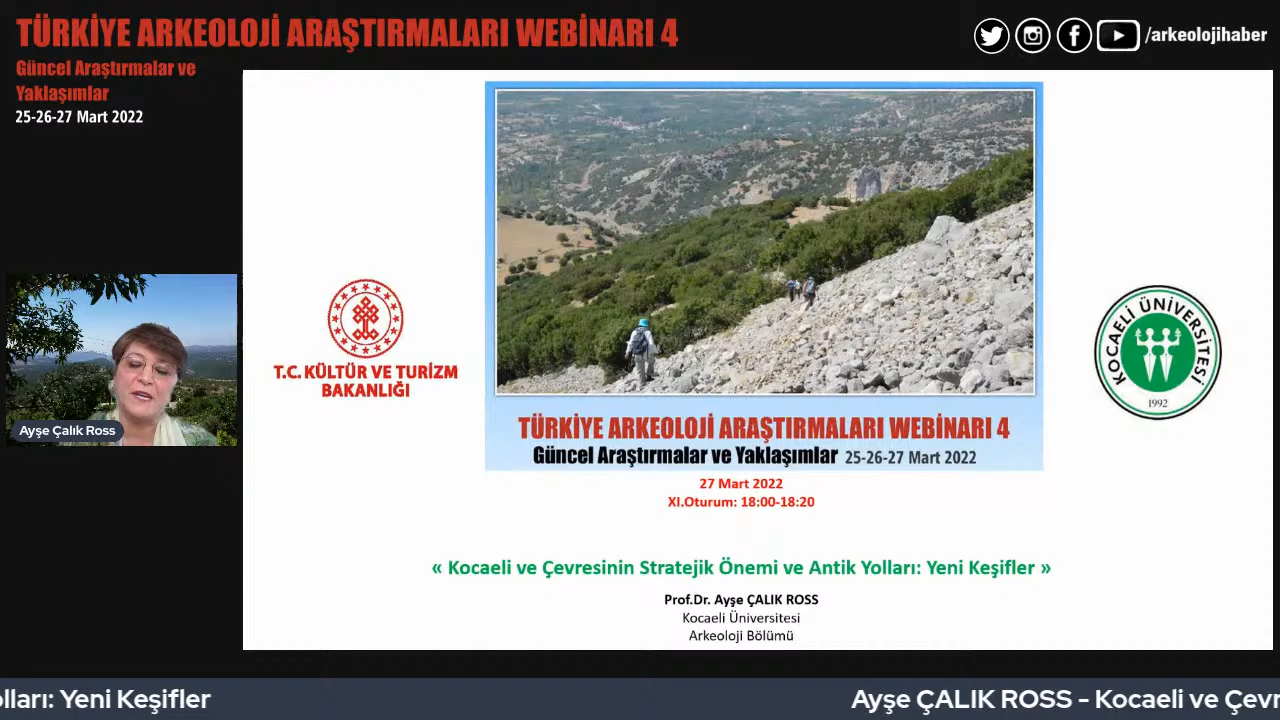 TÜRKİYE ARKEOLOJİ ARAŞTIRMALARI WEBİNARI 4
Güncel Araştırmalar ve
Yaklaşımlar
25-26-27 Mart 2022
/arkeolojihaber
Ayşe Çalık Ross
T.C. KÜLTÜR VE TURİZM
BAKANLIĞI
KOCAELİ ÜNİVERSİTESİ
1992
TÜRKİYE ARKEOLOJİ ARAŞTIRMALARI WEBİNARI 4
Güncel Araştırmalar ve Yaklaşımlar 25-26-27 Mart 2022
27 Mart 2022
XI.Oturum: 18:00-18:20
« Kocaeli ve Çevresinin Stratejik Önemi ve Antik Yolları: Yeni Keşifler »
Prof.Dr. Ayşe ÇALIK ROSS
Kocaeli Üniversitesi
Arkeoloji Bölümü
olları: Yeni Keşifler Ayşe ÇALIK ROSS - Kocaeli ve Çevr